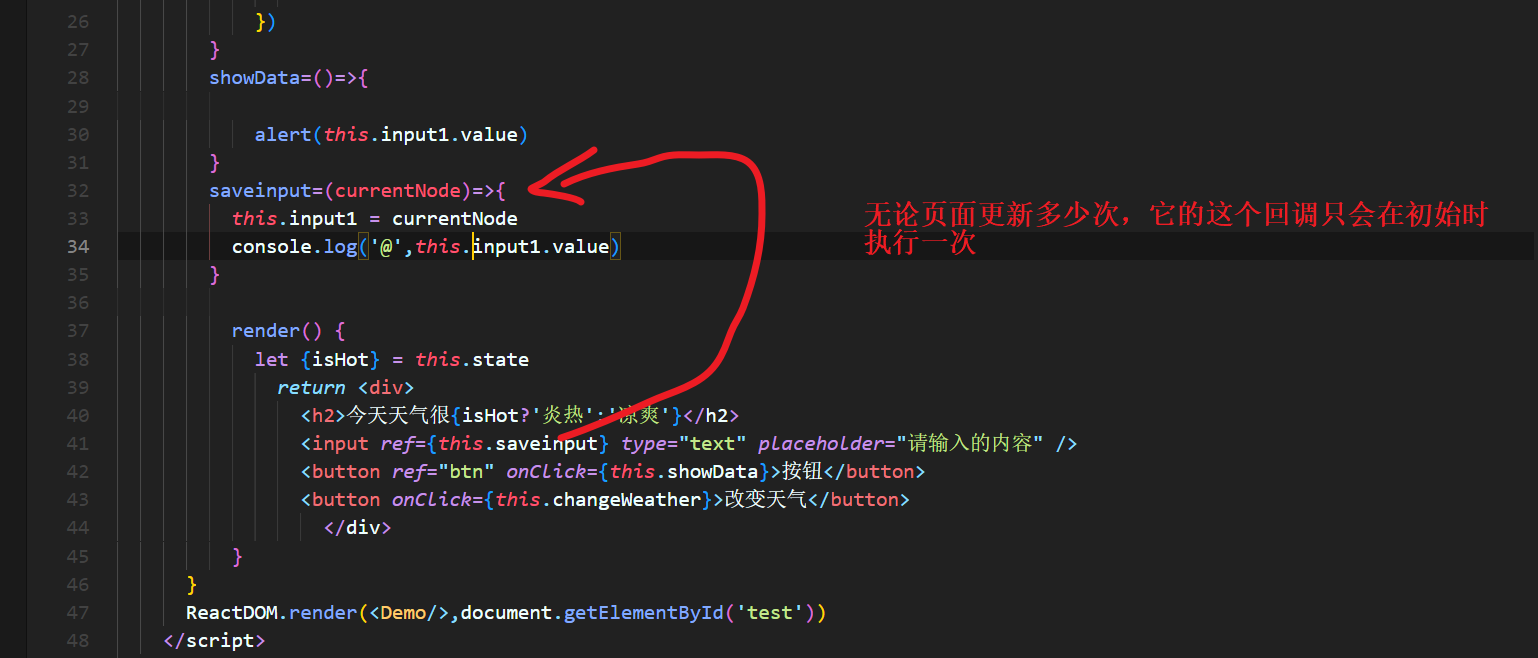 26 })
27 }
28 showData=()=>{
29
30 alert(this.input1.value)
31 }
32 saveinput=(currentNode)=>{
33 this.input1 = currentNode
无论页面更新多少次，它的这个回调只会在初始时
执行一次
34 console.log('@',this.input1.value)
35 }
36
37 render() {
38 let {isHot} = this.state
39 return <div>
40 <h2>今天天气很{isHot?'炎热':'凉爽'}</h2>
41 <input ref={this.saveinput} type="text" placeholder="请输入的内容" />
42 <button ref="btn" onClick={this.showData}>按钮</button>
43 <button onClick={this.changeWeather}>改变天气</button>
44 </div>
45 }
46 }
47 ReactDOM.render(<Demo/>,document.getElementById('test'))
48 </script>